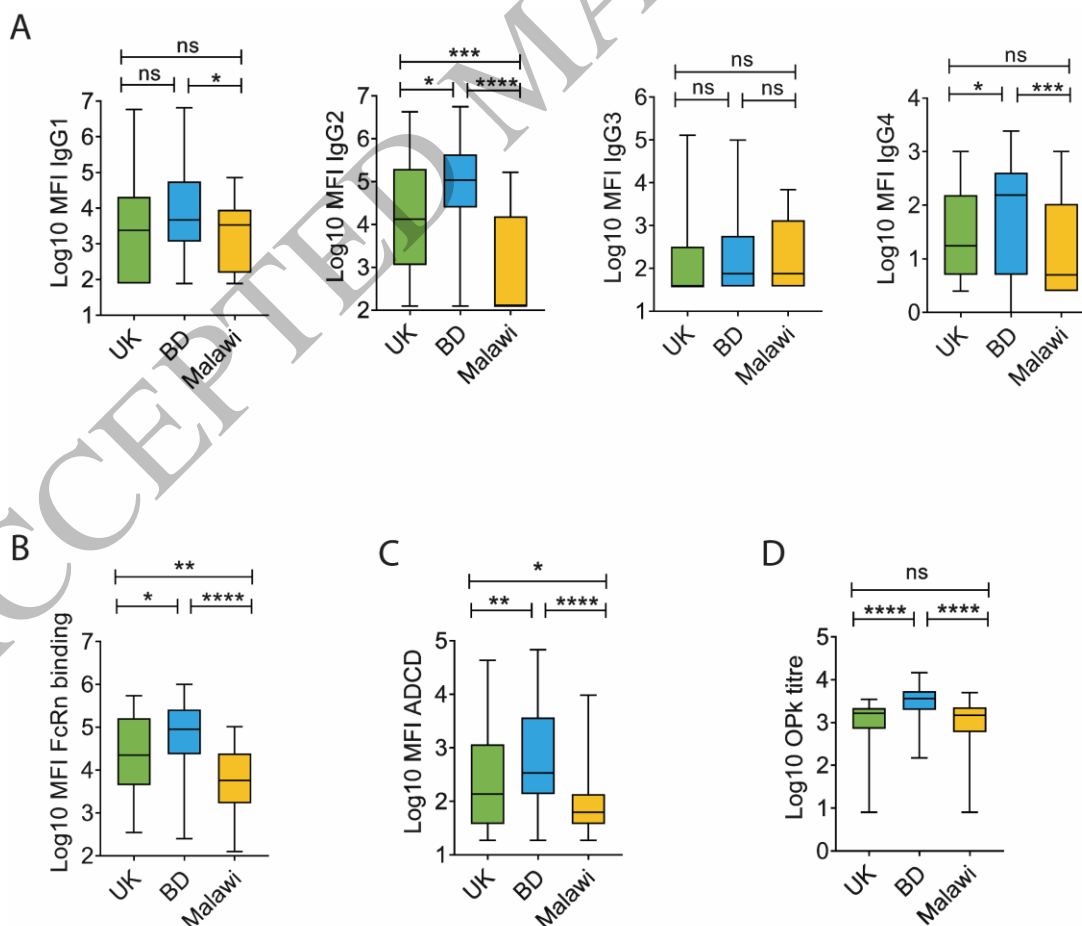 A
ns
ns
*
Log10 MFI IgG1
7
6
5
4
3
2
1
UK
BD
Malawi
***
*
****
Log10 MFI IgG2
7
6
5
4
3
2
UK
BD
Malawi
ns
ns
ns
Log10 MFI IgG3
6
5
4
3
2
1
UK
BD
Malawi
ns
*
***
Log10 MFI IgG4
4
3
2
1
0
UK
BD
Malawi
B
**
*
****
Log10 MFI FcRn binding
7
6
5
4
3
2
UK
BD
Malawi
C
*
**
****
Log10 MFI ADCD
5
4
3
2
1
UK
BD
Malawi
D
ns
****
****
Log10 OPk titre
5
4
3
2
1
0
UK
BD
Malawi
CCEPTED MA